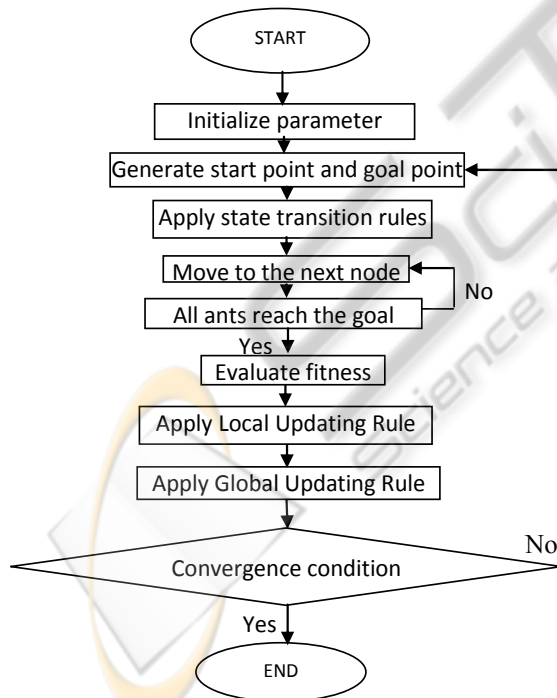 START
Initialize parameter
Generate start point and goal point
Apply state transition rules
Move to the next node
No
All ants reach the goal
Yes
Evaluate fitness
Apply Local Updating Rule
Apply Global Updating Rule
No
Convergence condition
Yes
END